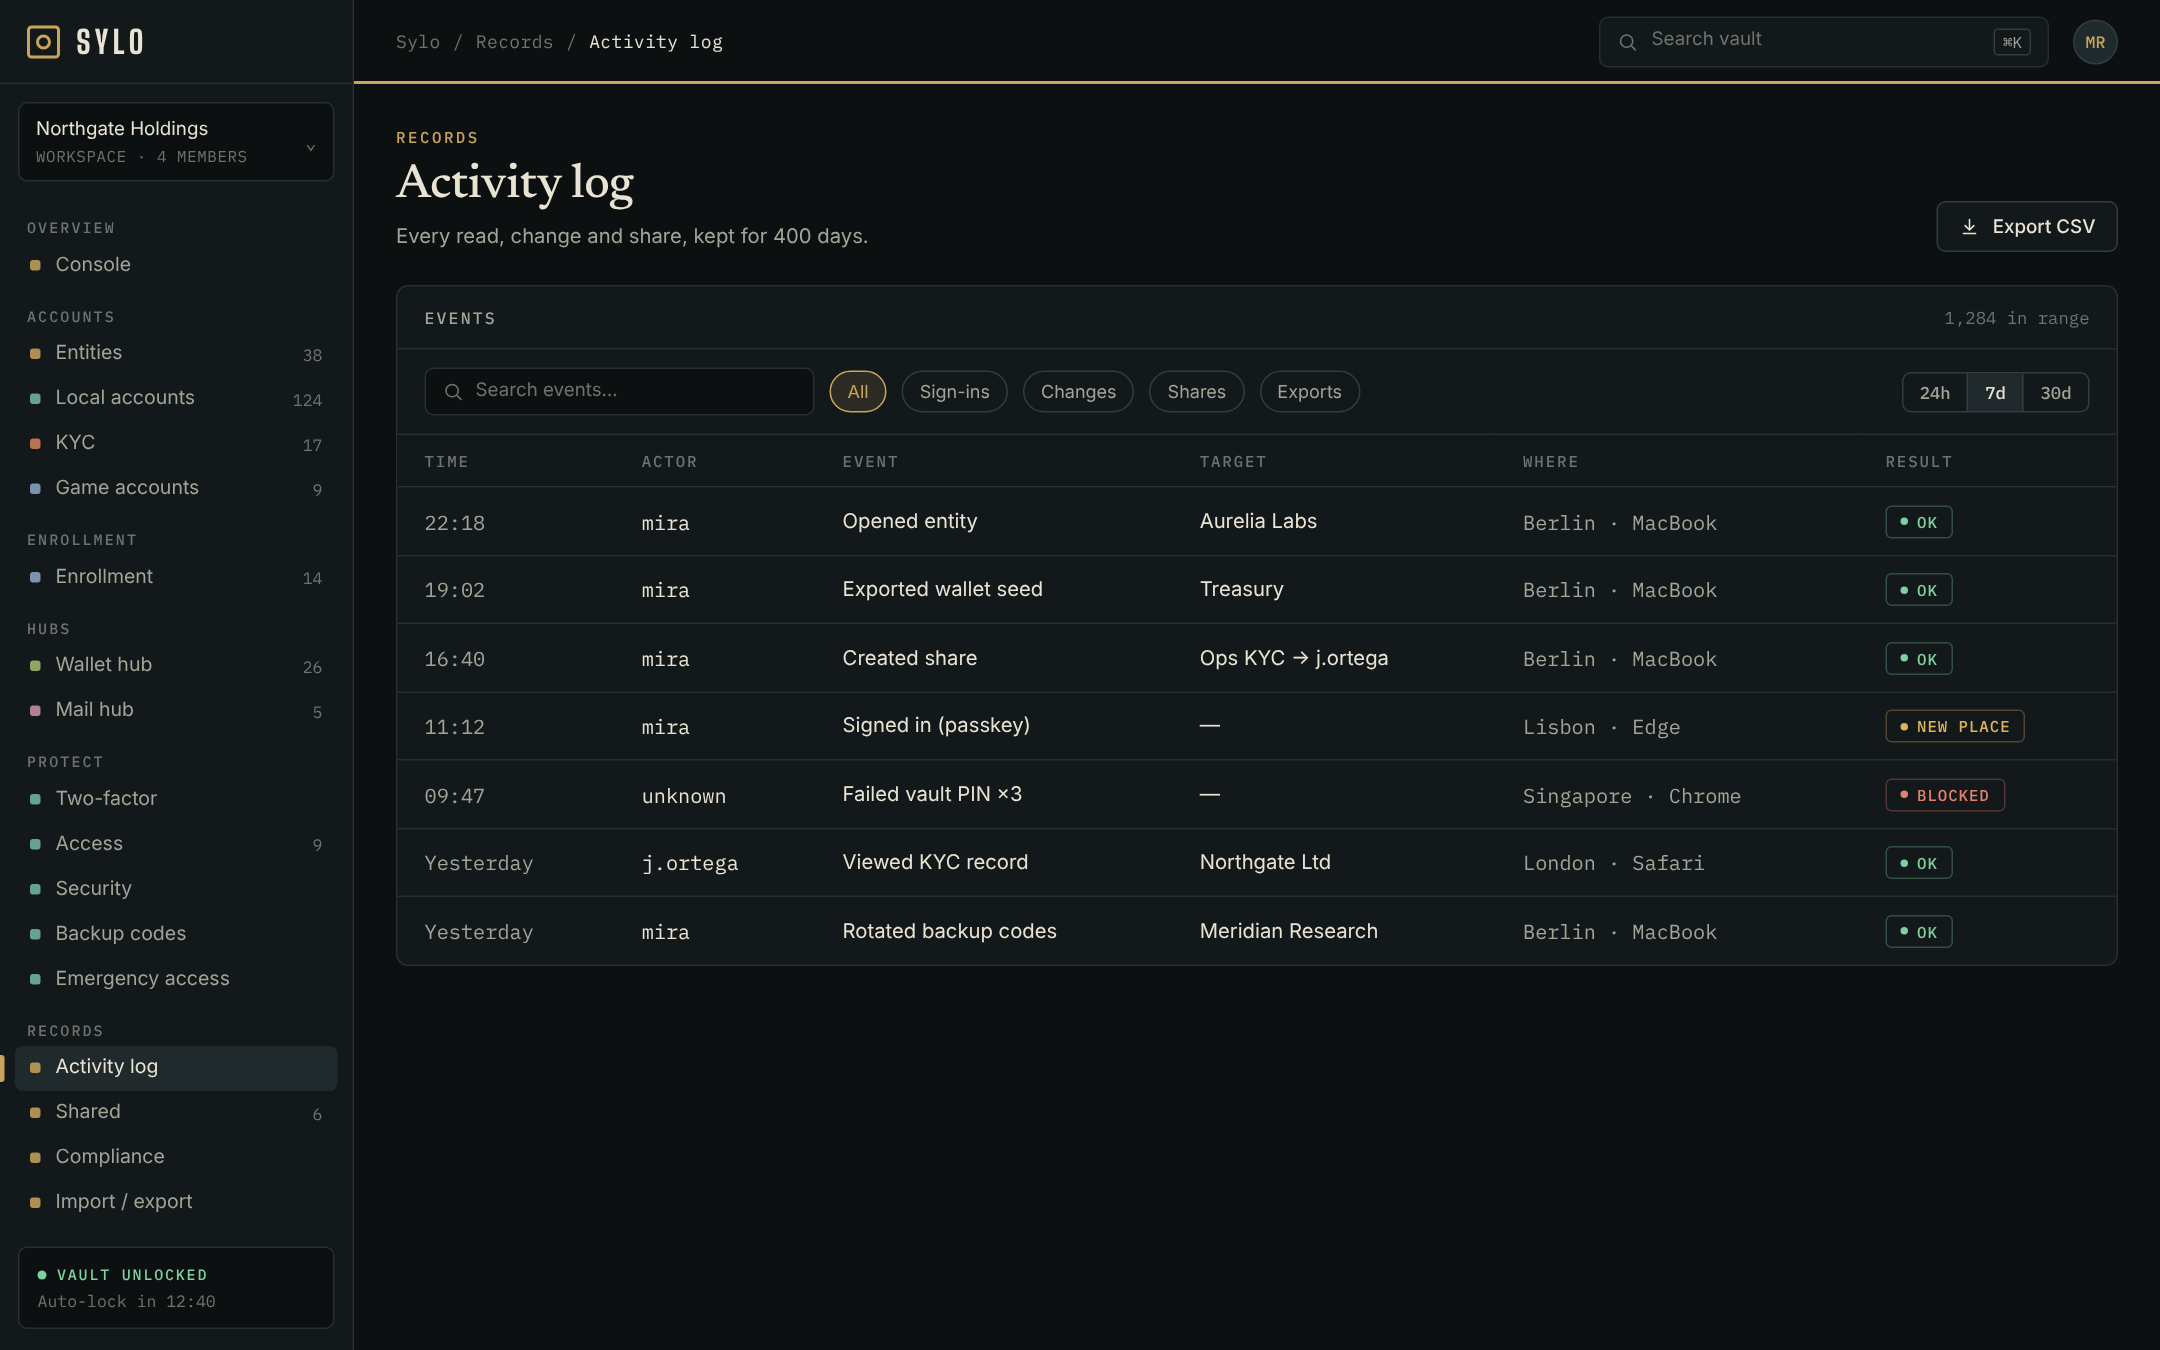 SYLO
Sylo / Records / Activity log
Search vault
⌘K
MR
Northgate Holdings
WORKSPACE · 4 MEMBERS
OVERVIEW
Console
ACCOUNTS
Entities 38
Local accounts 124
KYC 17
Game accounts 9
ENROLLMENT
Enrollment 14
HUBS
Wallet hub 26
Mail hub 5
PROTECT
Two-factor
Access 9
Security
Backup codes
Emergency access
RECORDS
Activity log
Shared 6
Compliance
Import / export
VAULT UNLOCKED
Auto-lock in 12:40
RECORDS
Activity log
Every read, change and share, kept for 400 days.
Export CSV
EVENTS 1,284 in range
Search events... All Sign-ins Changes Shares Exports 24h 7d 30d
TIME ACTOR EVENT TARGET WHERE RESULT
22:18 mira Opened entity Aurelia Labs Berlin · MacBook OK
19:02 mira Exported wallet seed Treasury Berlin · MacBook OK
16:40 mira Created share Ops KYC → j.ortega Berlin · MacBook OK
11:12 mira Signed in (passkey) — Lisbon · Edge NEW PLACE
09:47 unknown Failed vault PIN ×3 — Singapore · Chrome BLOCKED
Yesterday j.ortega Viewed KYC record Northgate Ltd London · Safari OK
Yesterday mira Rotated backup codes Meridian Research Berlin · MacBook OK